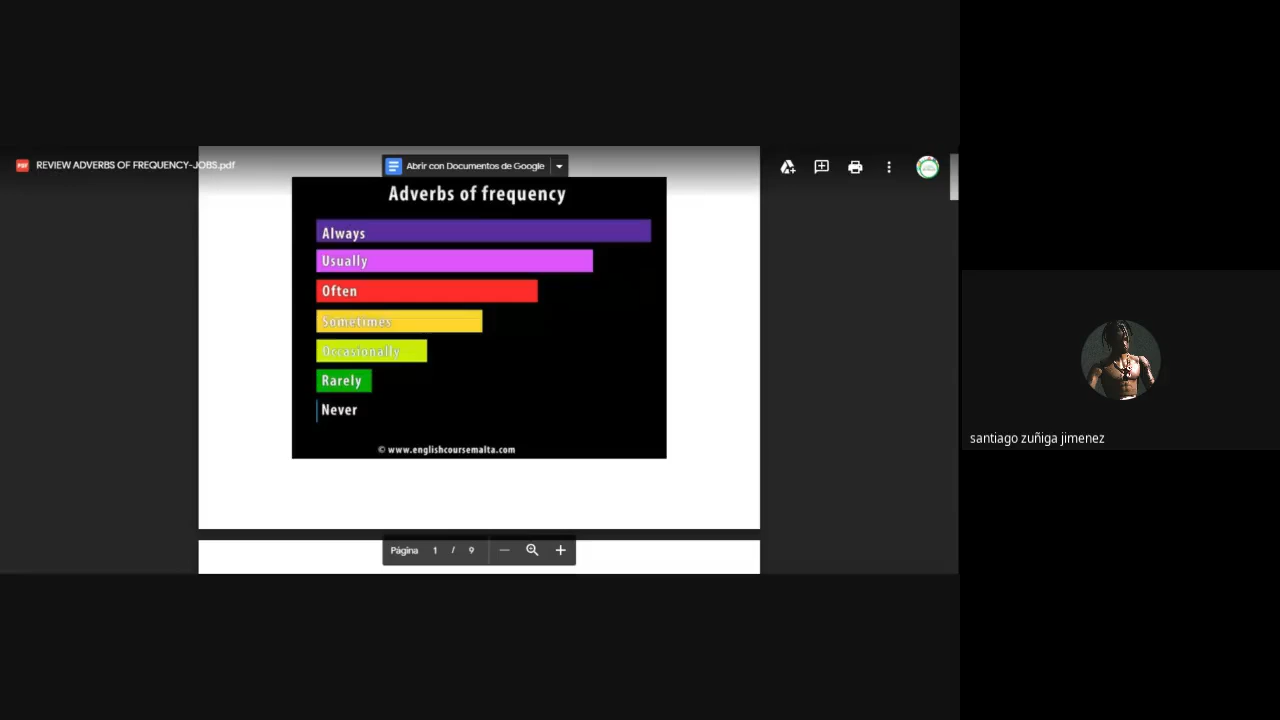 PDF REVIEW ADVERBS OF FREQUENCY-JOBS.pdf
Abrir con Documentos de Google
Adverbs of frequency
Always
Usually
Often
Sometimes
Occasionally
Rarely
Never
© www.englishcoursemalta.com
santiago zuñiga jimenez
Página 1 / 9